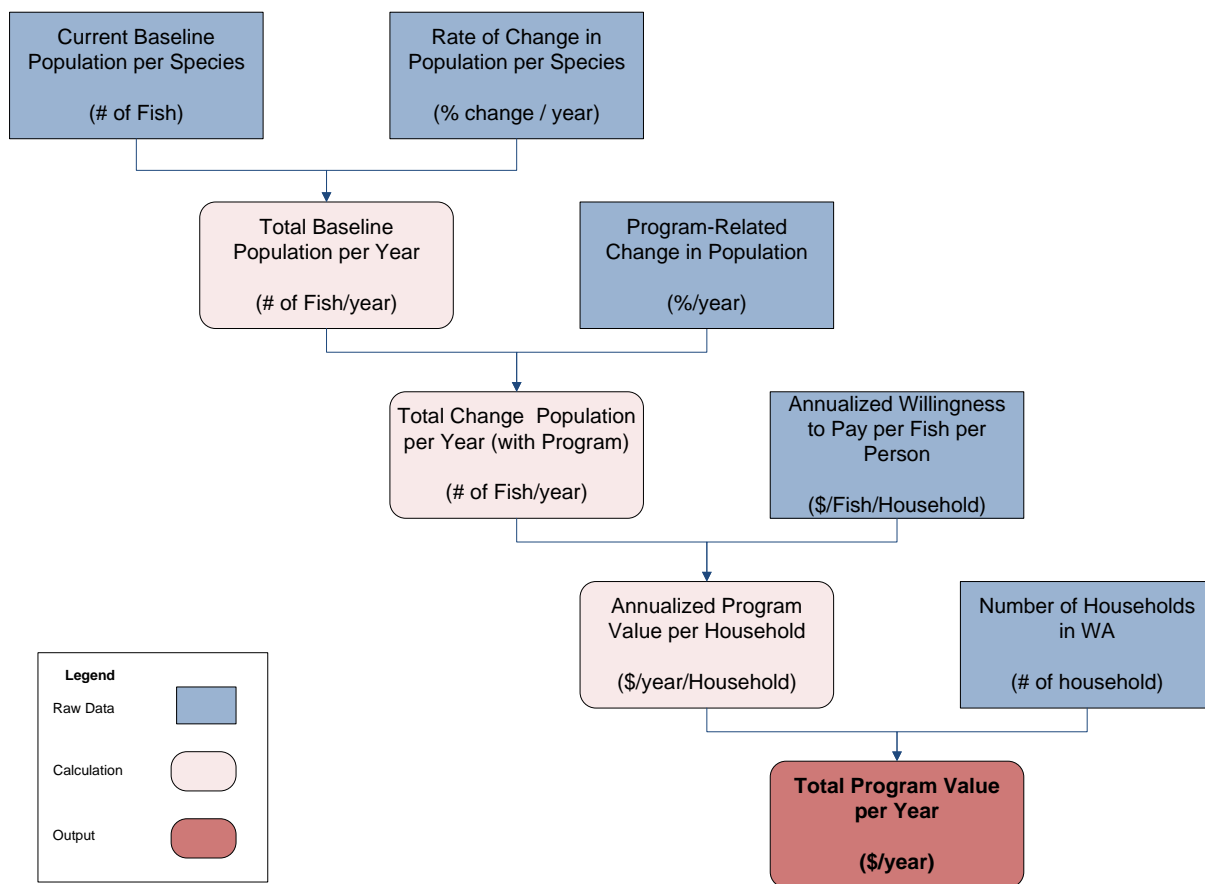 Current Baseline
Population per Species
(# of Fish)
Rate of Change in
Population per Species
(% change / year)
Total Baseline
Population per Year
(# of Fish/year)
Program-Related
Change in Population
(%/year)
Total Change Population
per Year (with Program)
(# of Fish/year)
Annualized Willingness
to Pay per Fish per
Person
($/Fish/Household)
Annualized Program
Value per Household
($/year/Household)
Number of Households
in WA
(# of household)
Total Program Value
per Year
($/year)
Legend
Raw Data
Calculation
Output